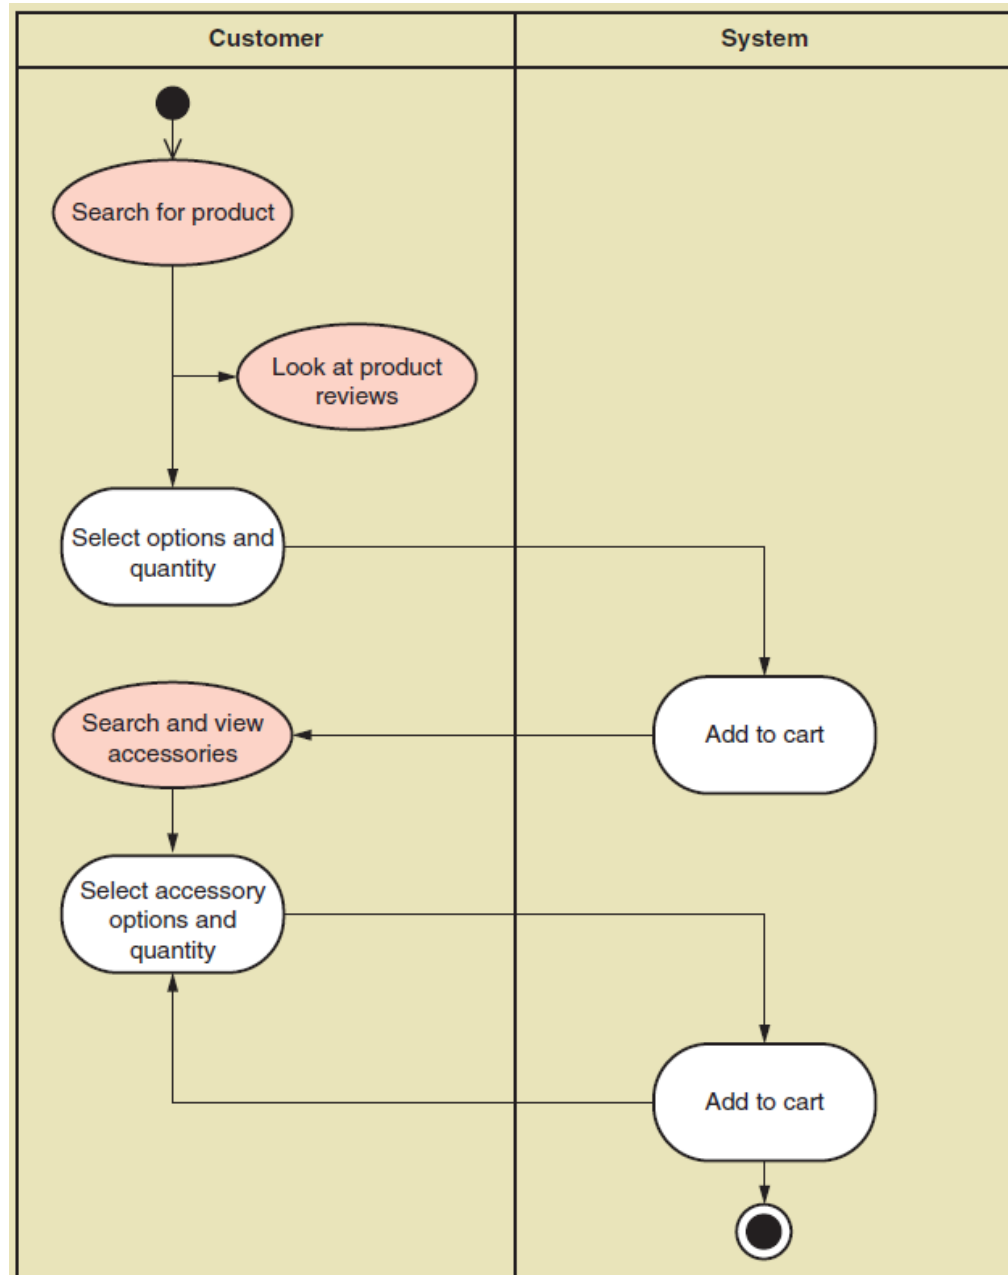 Customer
System
Search for product
Look at product
reviews
Select options and
quantity
Add to cart
Search and view
accessories
Select accessory
options and
quantity
Add to cart